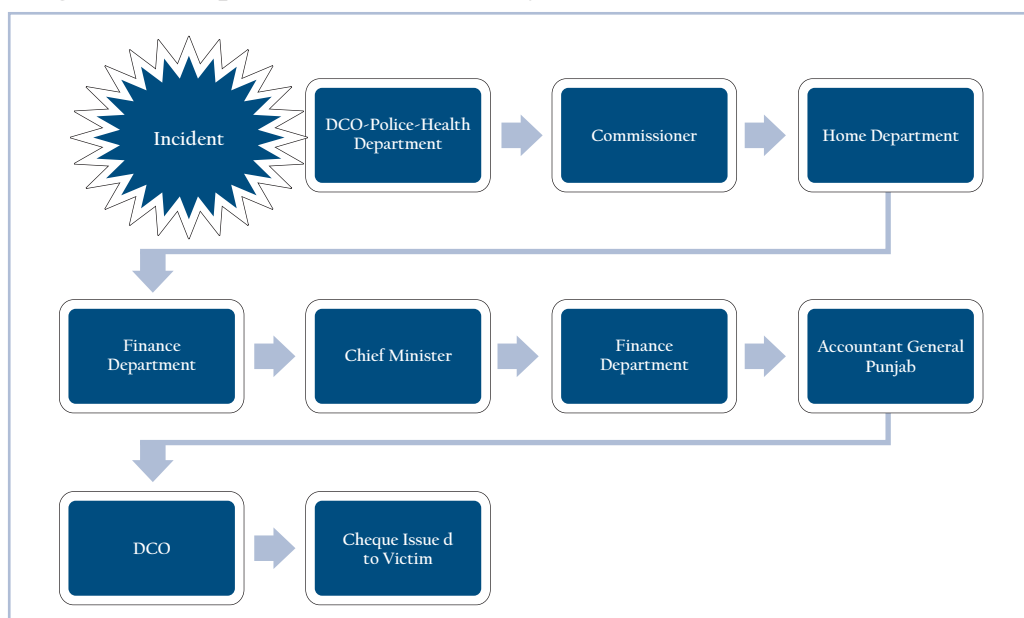 Incident
DCO-Police-Health
Department
Commissioner
Home Department
Finance
Department
Chief Minister
Finance
Department
Accountant General
Punjab
DCO
Cheque Issue d
to Victim